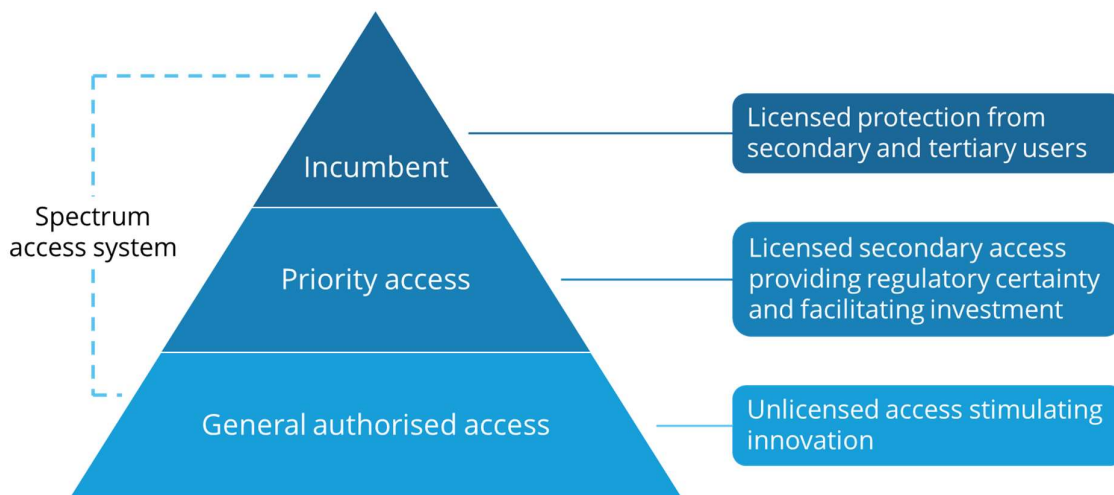 Incumbent
Licensed protection from
secondary and tertiary users
Spectrum
access system
Priority access
Licensed secondary access
providing regulatory certainty
and facilitating investment
General authorised access
Unlicensed access stimulating
innovation